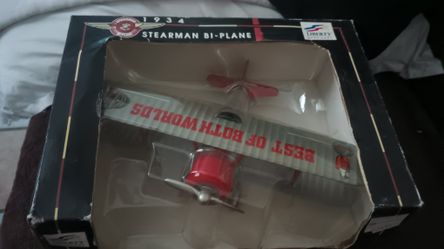 1934
STEARMAN BI-PLANE
LIBERTY
BEST OF BOTH WORLDS